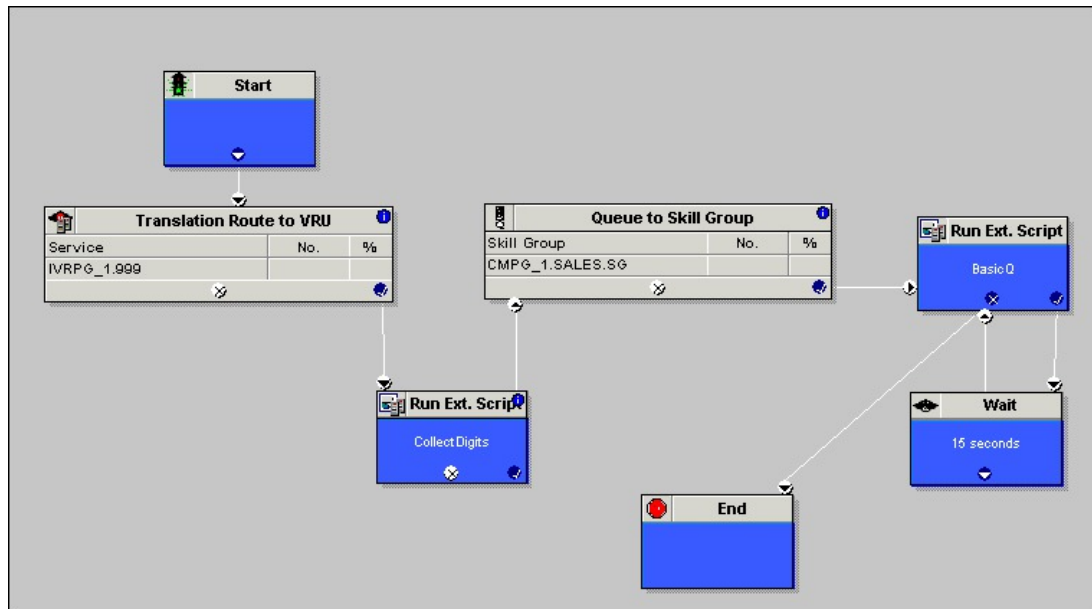 Start
Translation Route to VRU
Service No. %
IVRPG_1.999
Run Ext. Script
CollectDigits
Queue to Skill Group
Skill Group No. %
CMPG_1.SALES.SG
Run Ext. Script
BasicQ
Wait
15 seconds
End